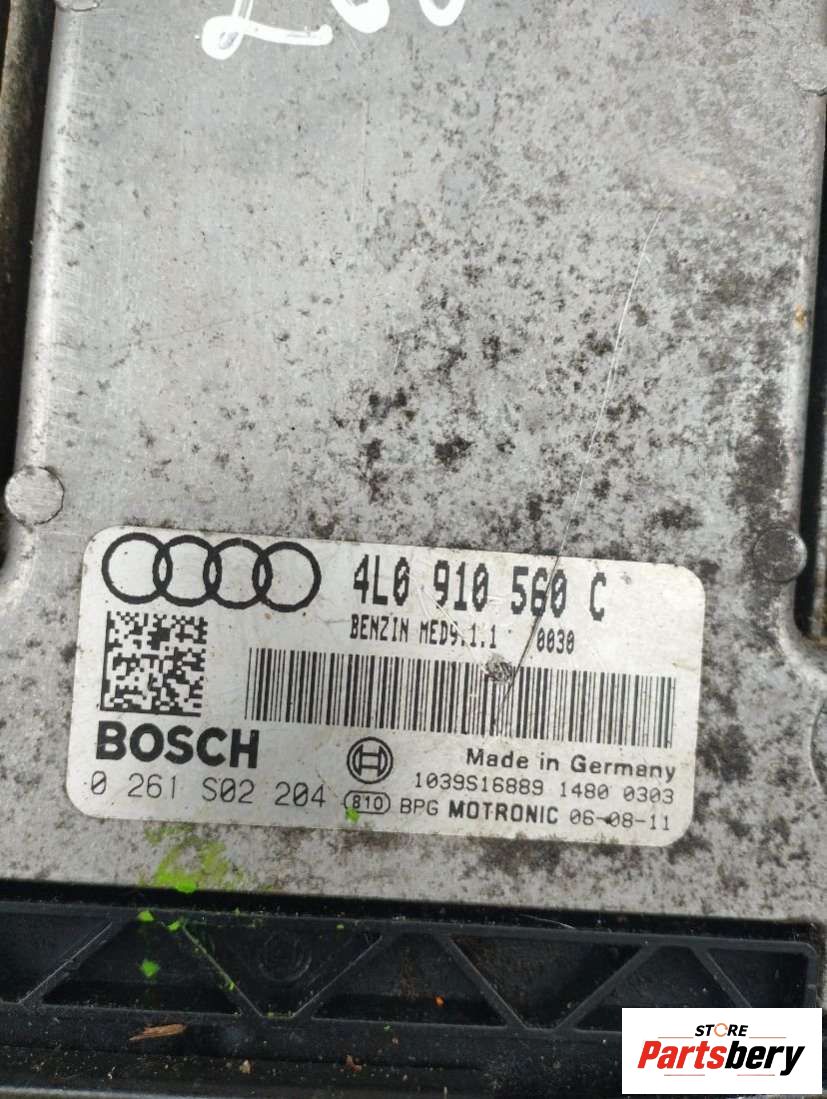 4L0 910 560 C
BENZIN MED9.1.1 0030
BOSCH
Made in Germany
0 261 S02 204
1039S16889 1480 0303
810 BPG MOTRONIC 06-08-11
STORE
Partsbery